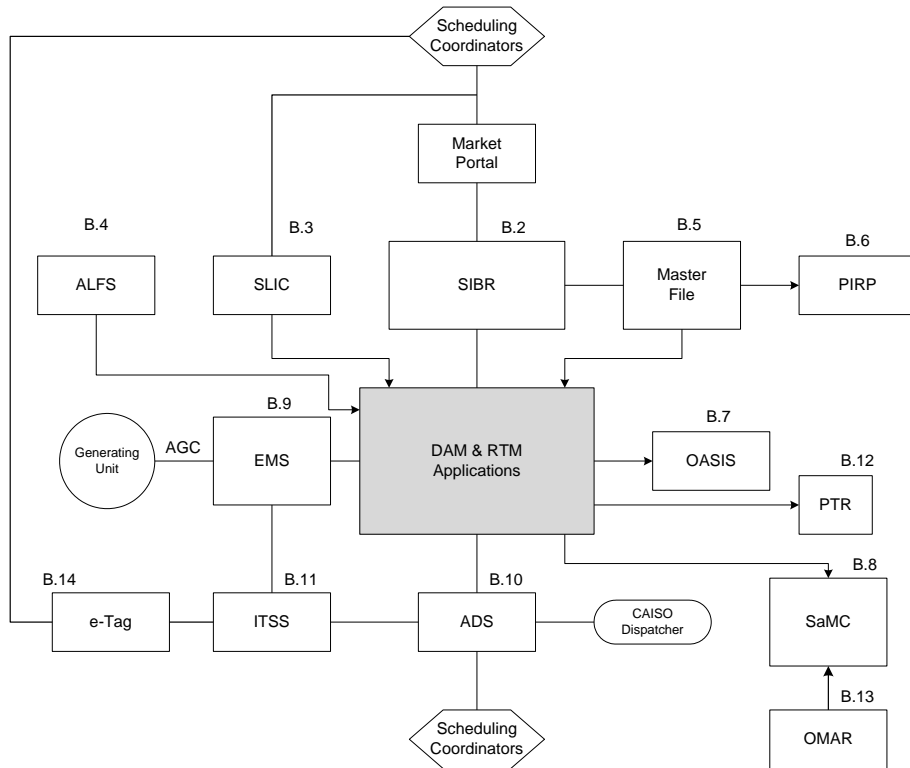 Scheduling
Coordinators
Market
Portal
B.4
B.3
B.2
B.5
B.6
ALFS
SLIC
SIBR
Master
File
PIRP
B.9
B.7
Generating
Unit
AGC
EMS
DAM & RTM
Applications
OASIS
B.12
PTR
B.14
B.11
B.10
B.8
e-Tag
ITSS
ADS
CAISO
Dispatcher
SaMC
B.13
Scheduling
Coordinators
OMAR